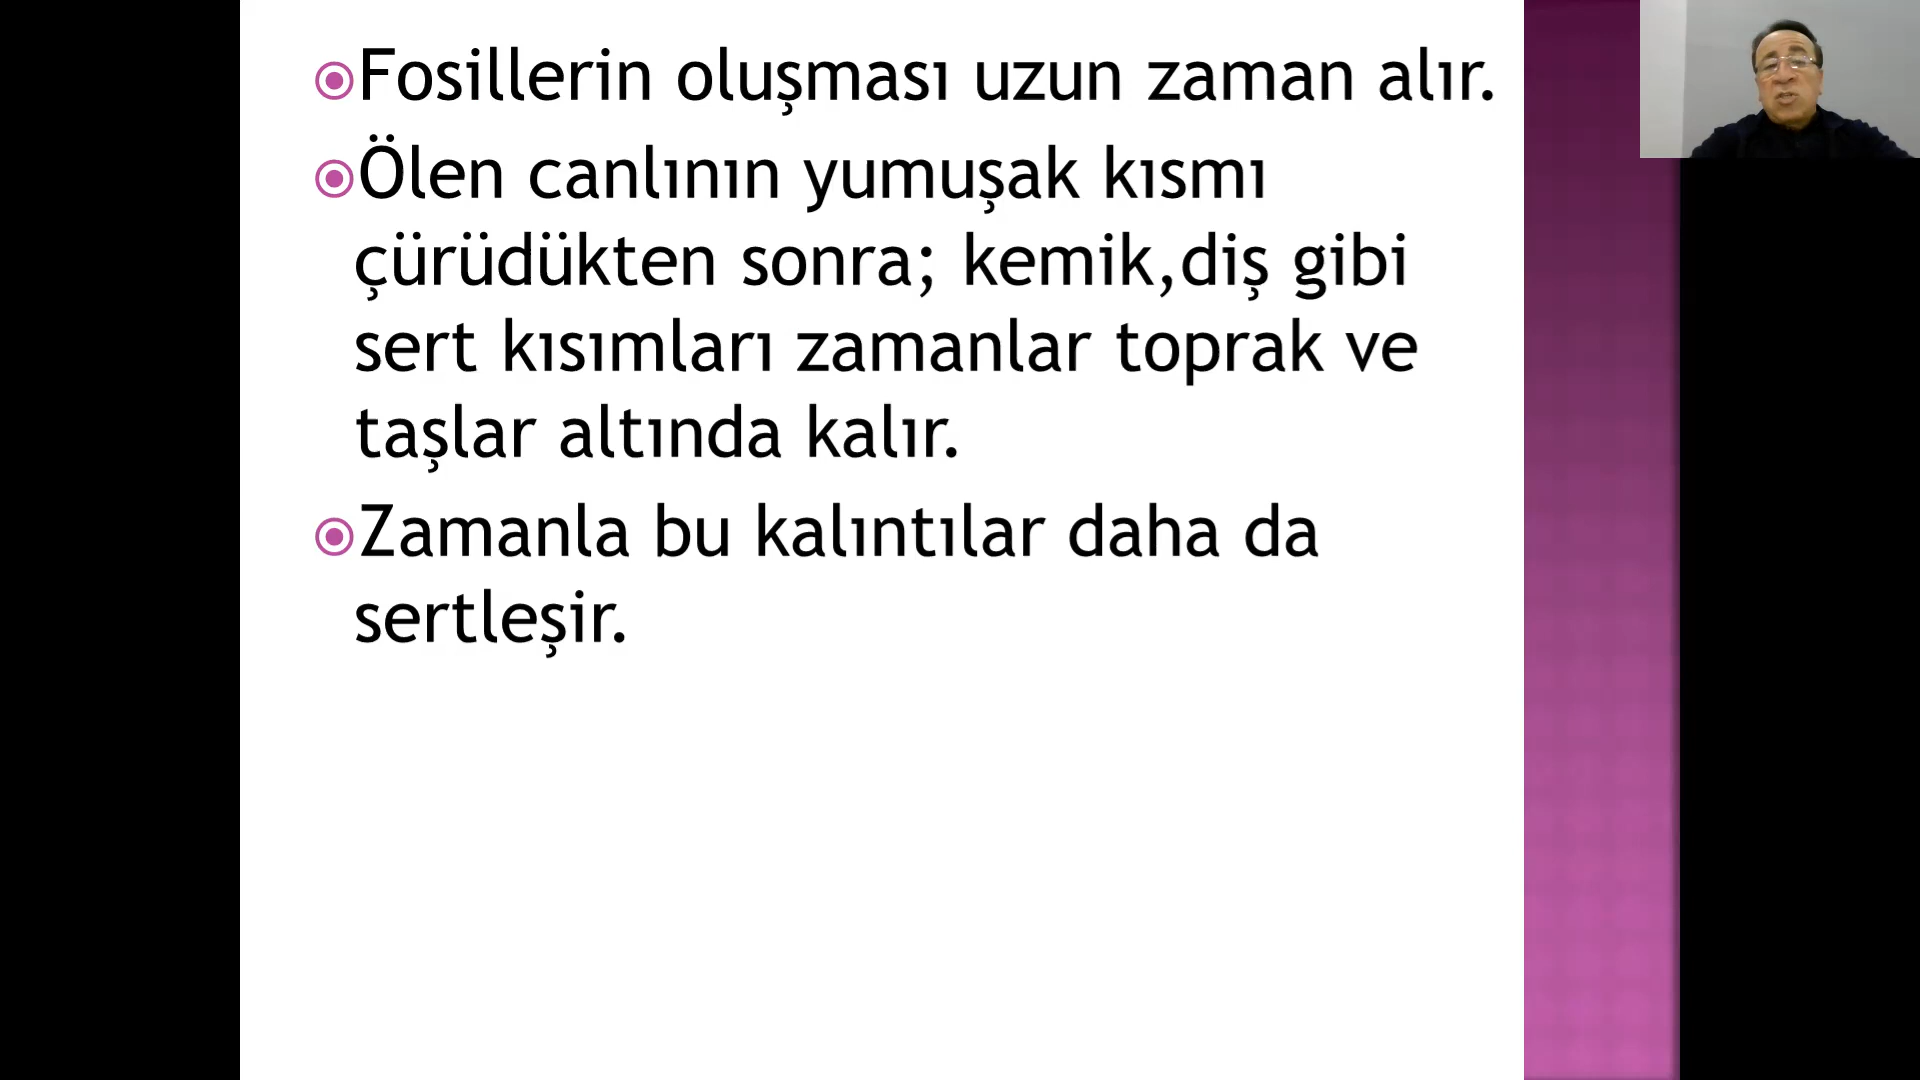 Fosillerin oluşması uzun zaman alır.
Ölen canlının yumuşak kısmı
çürüdükten sonra; kemik,diş gibi
sert kısımları zamanlar toprak ve
taşlar altında kalır.
Zamanla bu kalıntılar daha da
sertleşir.